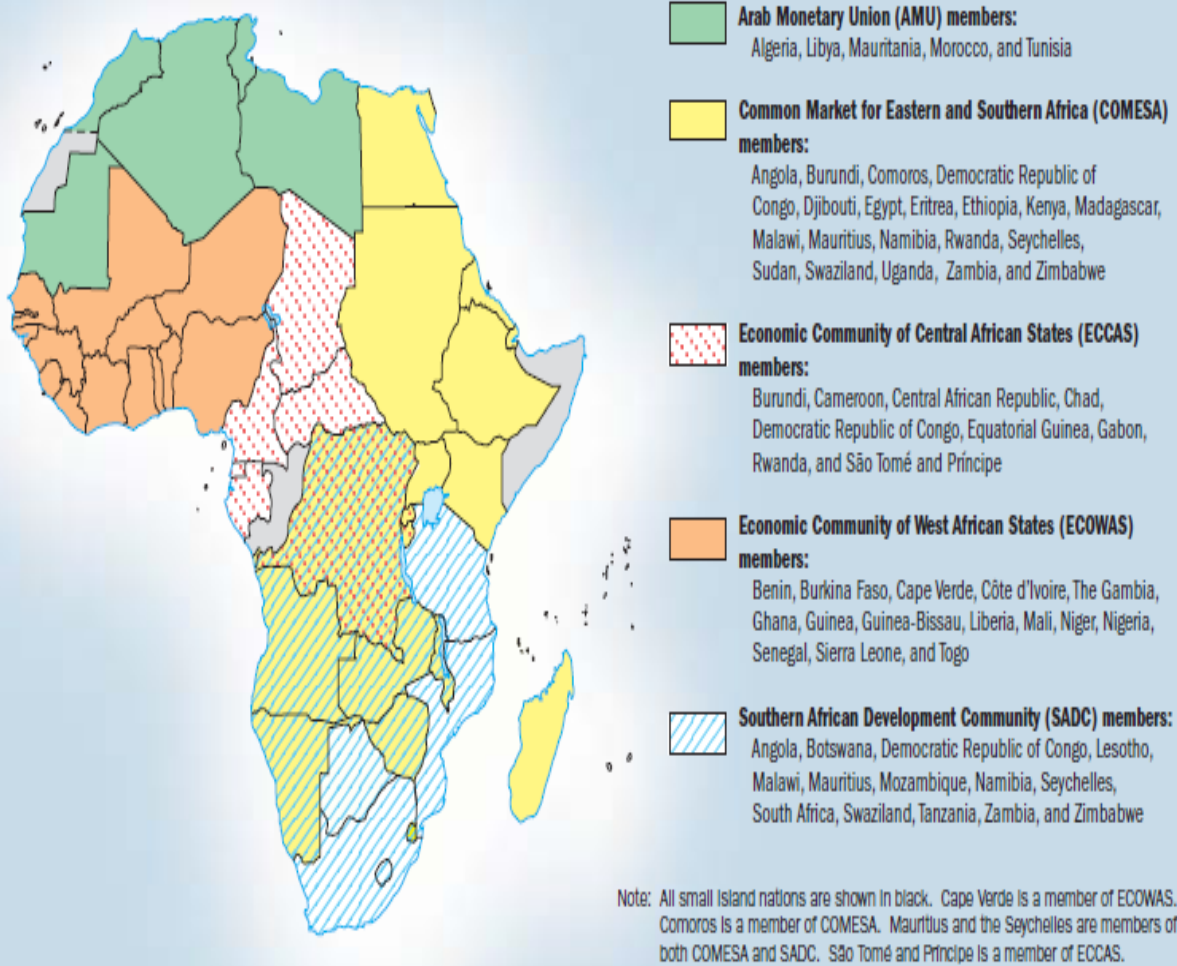 Arab Monetary Union (AMU) members:
Algeria, Libya, Mauritania, Morocco, and Tunisia
Common Market for Eastern and Southern Africa (COMESA)
members:
Angola, Burundi, Comoros, Democratic Republic of
Congo, Djibouti, Egypt, Eritrea, Ethiopia, Kenya, Madagascar,
Malawi, Mauritius, Namibia, Rwanda, Seychelles,
Sudan, Swaziland, Uganda, Zambia, and Zimbabwe
Economic Community of Central African States (ECCAS)
members:
Burundi, Cameroon, Central African Republic, Chad,
Democratic Republic of Congo, Equatorial Guinea, Gabon,
Rwanda, and São Tomé and Príncipe
Economic Community of West African States (ECOWAS)
members:
Benin, Burkina Faso, Cape Verde, Côte d'Ivoire, The Gambia,
Ghana, Guinea, Guinea-Bissau, Liberia, Mali, Niger, Nigeria,
Senegal, Sierra Leone, and Togo
Southern African Development Community (SADC) members:
Angola, Botswana, Democratic Republic of Congo, Lesotho,
Malawi, Mauritius, Mozambique, Namibia, Seychelles,
South Africa, Swaziland, Tanzania, Zambia, and Zimbabwe
Note: All small island nations are shown in black. Cape Verde is a member of ECOWAS.
Comoros is a member of COMESA. Mauritius and the Seychelles are members of
both COMESA and SADC. São Tomé and Príncipe is a member of ECCAS.